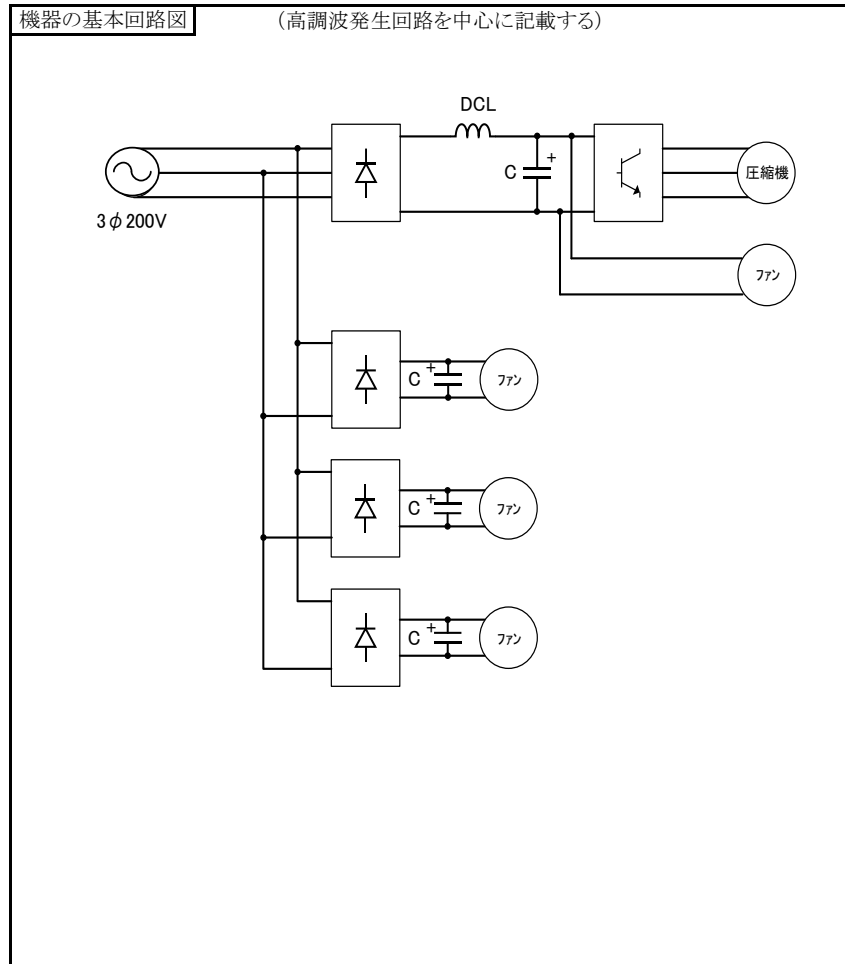 機器の基本回路図
(高調波発生回路を中心に記載する)
DCL
C
+
圧縮機
3φ200V
ファン
C
+
ファン
C
+
ファン
C
+
ファン